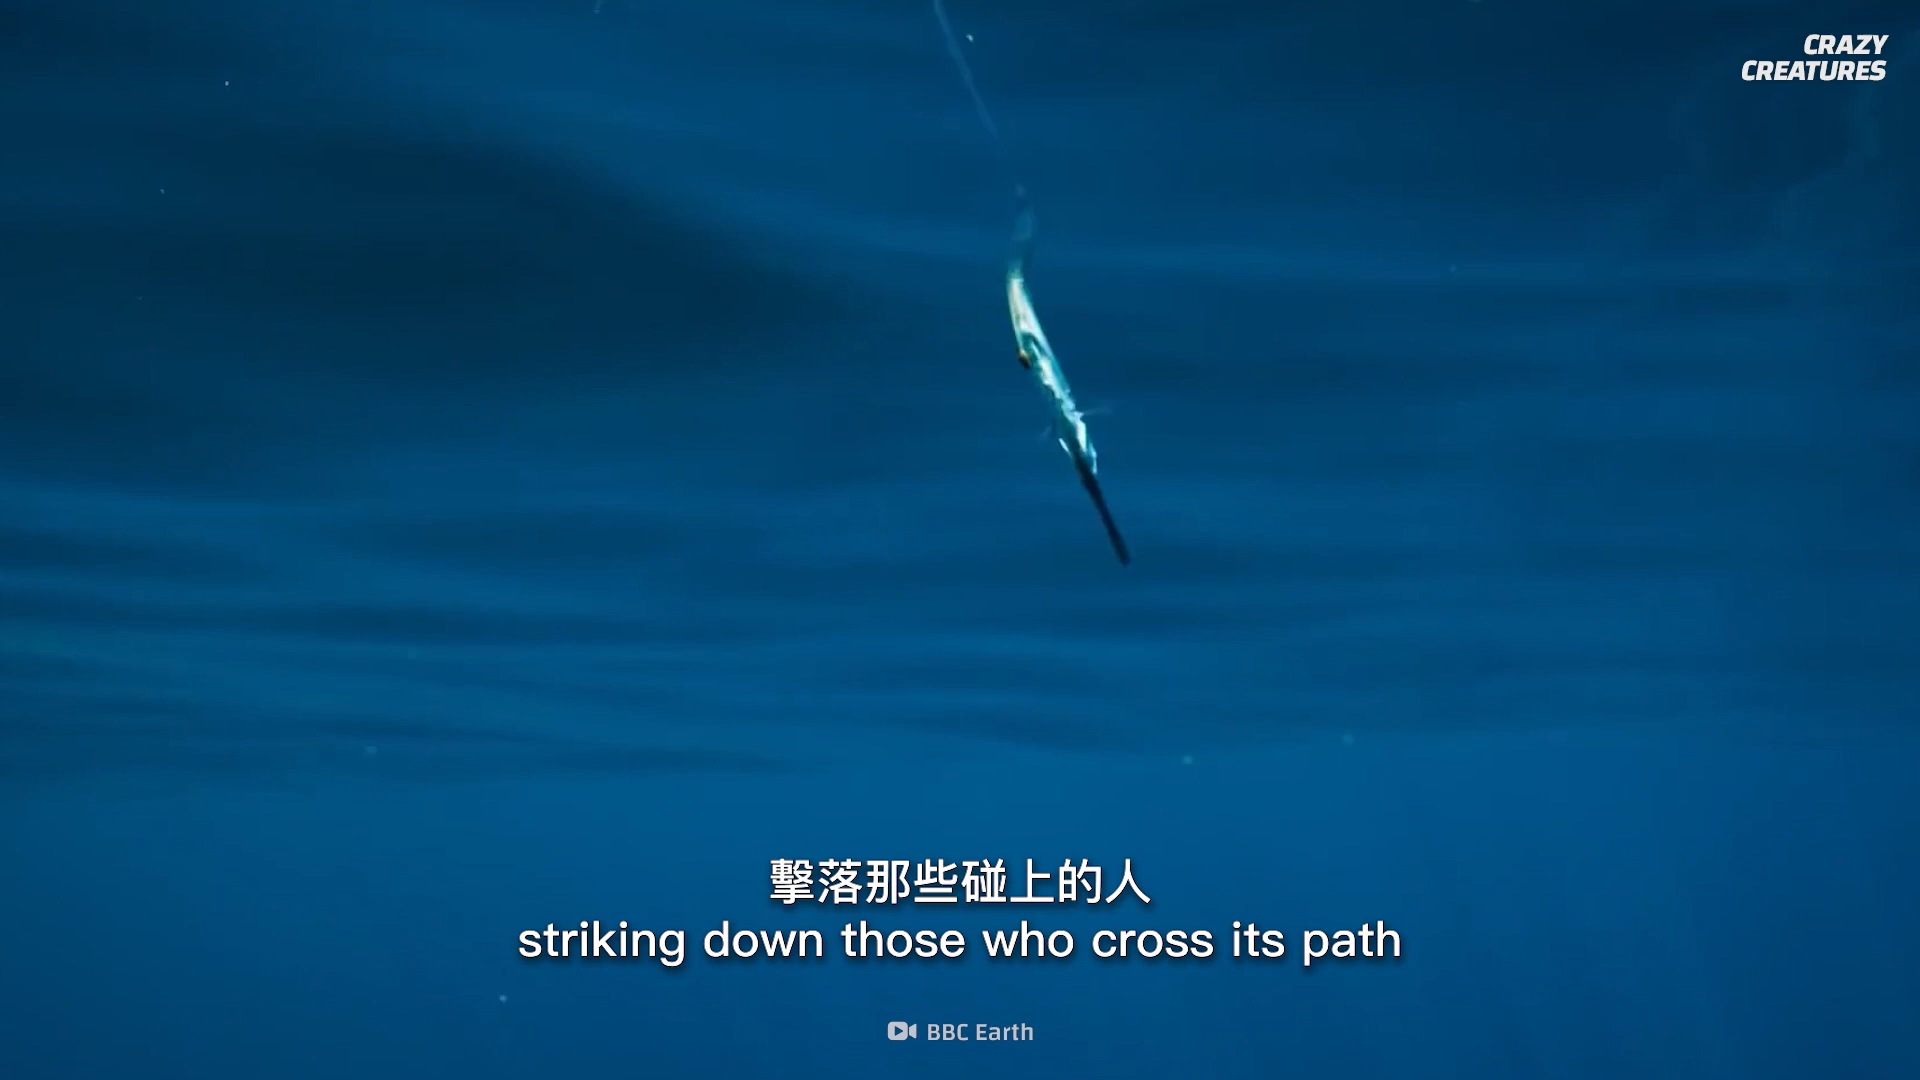 CRAZY
CREATURES
擊落那些碰上的人
striking down those who cross its path
BBC Earth